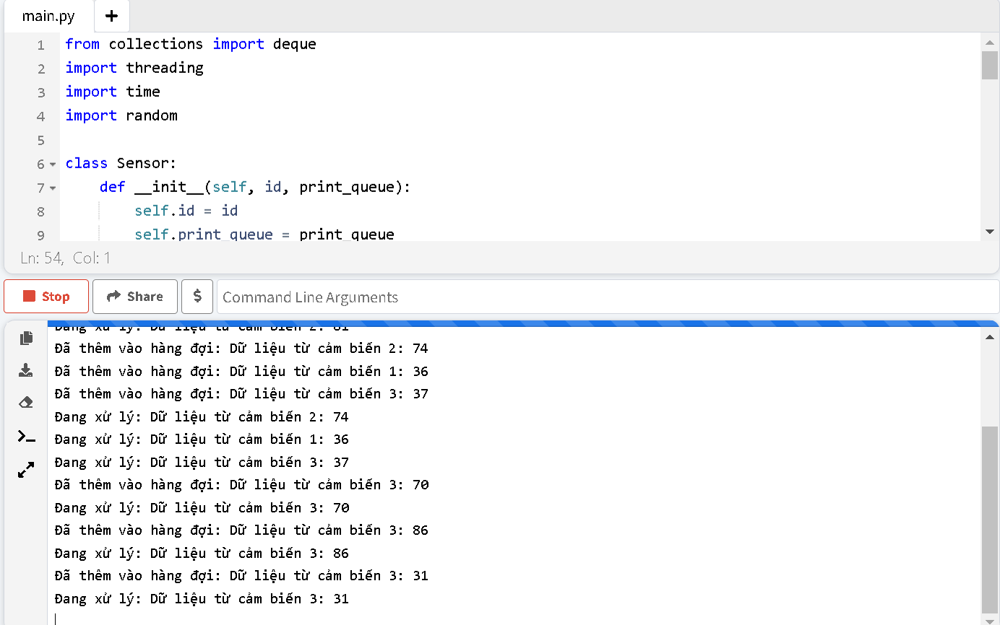 main.py
+
1 from collections import deque
2 import threading
3 import time
4 import random
5
6 class Sensor:
7 def __init__(self, id, print_queue):
8 self.id = id
9 self.print_queue = print_queue
Ln: 54, Col: 1
Stop Share $ Command Line Arguments
Đang xử lý: Dữ liệu từ cảm biến 2: 81
Đã thêm vào hàng đợi: Dữ liệu từ cảm biến 2: 74
Đã thêm vào hàng đợi: Dữ liệu từ cảm biến 1: 36
Đã thêm vào hàng đợi: Dữ liệu từ cảm biến 3: 37
Đang xử lý: Dữ liệu từ cảm biến 2: 74
Đang xử lý: Dữ liệu từ cảm biến 1: 36
Đang xử lý: Dữ liệu từ cảm biến 3: 37
Đã thêm vào hàng đợi: Dữ liệu từ cảm biến 3: 70
Đang xử lý: Dữ liệu từ cảm biến 3: 70
Đã thêm vào hàng đợi: Dữ liệu từ cảm biến 3: 86
Đang xử lý: Dữ liệu từ cảm biến 3: 86
Đã thêm vào hàng đợi: Dữ liệu từ cảm biến 3: 31
Đang xử lý: Dữ liệu từ cảm biến 3: 31